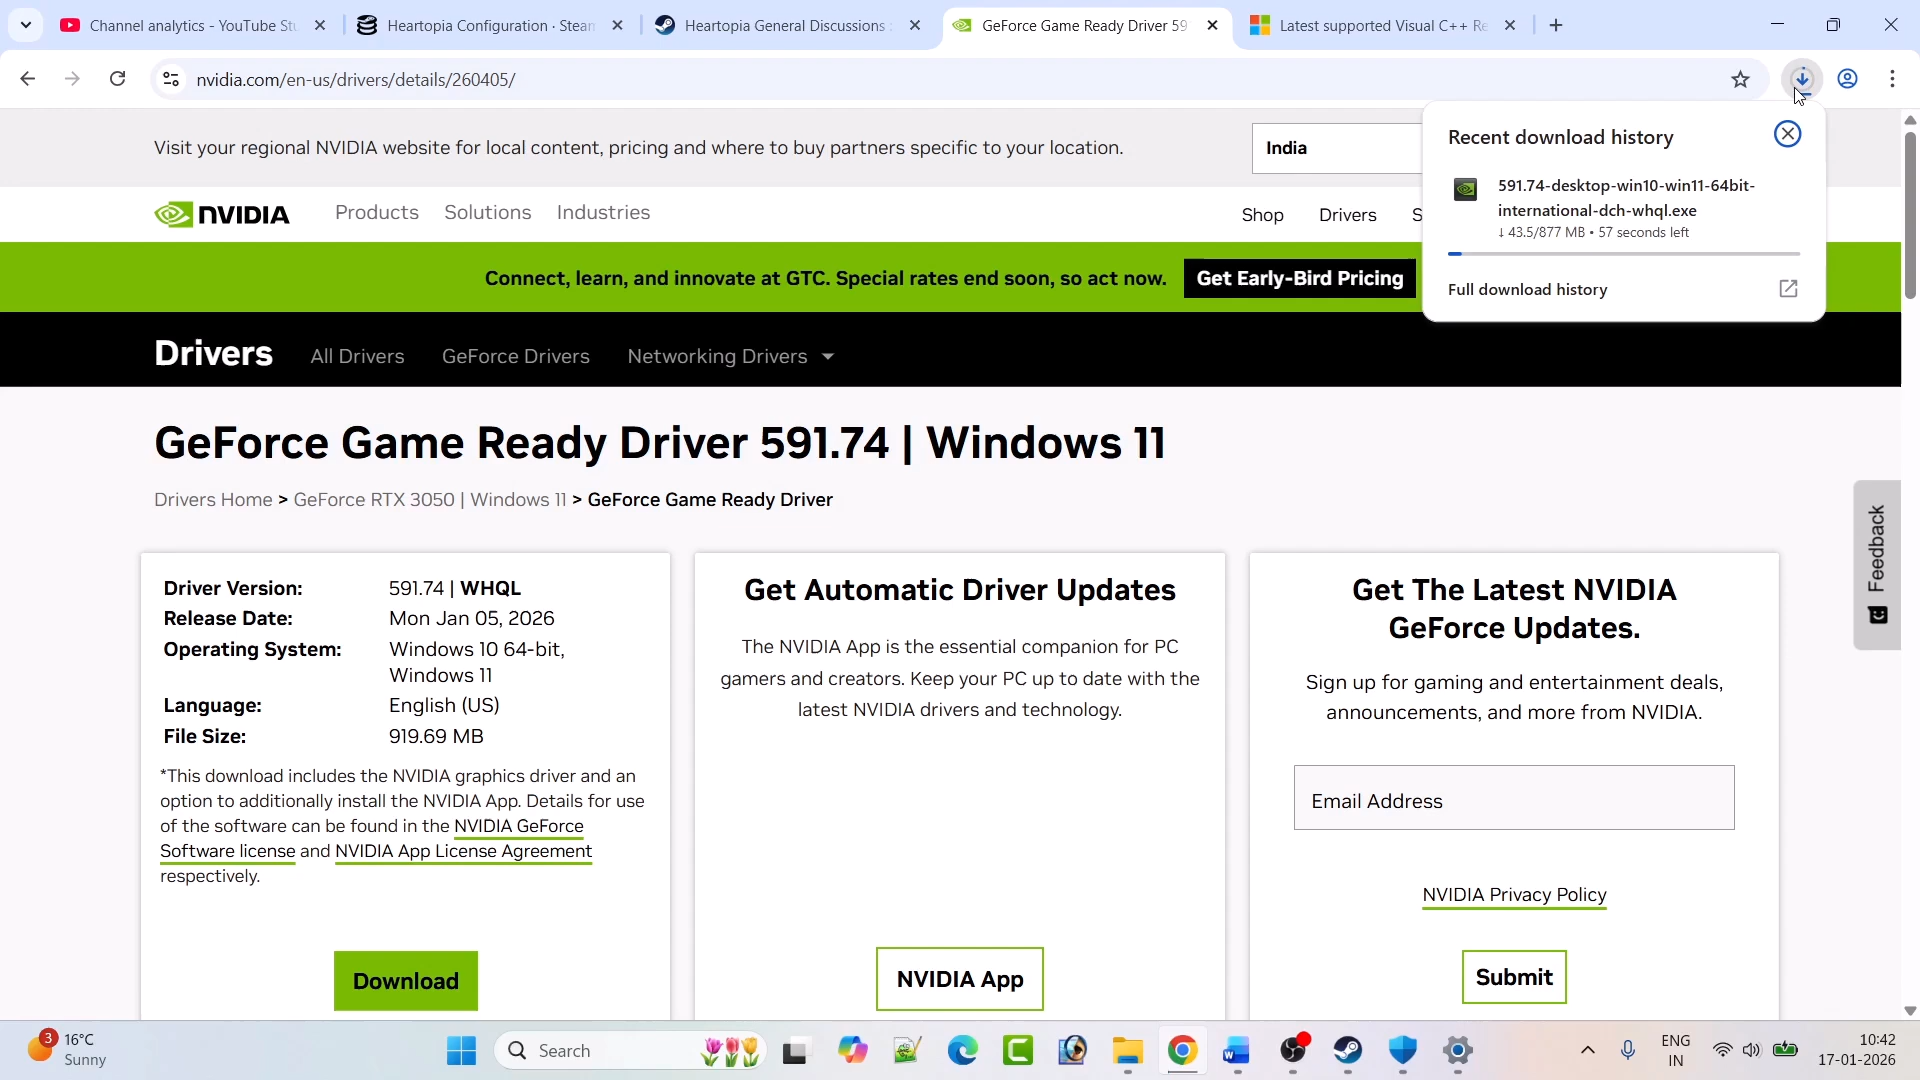 Channel analytics - YouTube Stu
Heartopia Configuration · Steam
Heartopia General Discussions :
GeForce Game Ready Driver 59
Latest supported Visual C++ Re
nvidia.com/en-us/drivers/details/260405/
Visit your regional NVIDIA website for local content, pricing and where to buy partners specific to your location.
India
Recent download history
591.74-desktop-win10-win11-64bit-
international-dch-whql.exe
↓ 43.5/877 MB • 57 seconds left
Full download history
NVIDIA
Products
Solutions
Industries
Shop
Drivers
S
Connect, learn, and innovate at GTC. Special rates end soon, so act now.
Get Early-Bird Pricing
Drivers
All Drivers
GeForce Drivers
Networking Drivers
GeForce Game Ready Driver 591.74 | Windows 11
Drivers Home > GeForce RTX 3050 | Windows 11 > GeForce Game Ready Driver
Feedback
Driver Version: 591.74 | WHQL
Release Date: Mon Jan 05, 2026
Operating System: Windows 10 64-bit,
Windows 11
Language: English (US)
File Size: 919.69 MB
*This download includes the NVIDIA graphics driver and an
option to additionally install the NVIDIA App. Details for use
of the software can be found in the NVIDIA GeForce
Software license and NVIDIA App License Agreement
respectively.
Download
Get Automatic Driver Updates
The NVIDIA App is the essential companion for PC
gamers and creators. Keep your PC up to date with the
latest NVIDIA drivers and technology.
NVIDIA App
Get The Latest NVIDIA
GeForce Updates.
Sign up for gaming and entertainment deals,
announcements, and more from NVIDIA.
Email Address
NVIDIA Privacy Policy
Submit
3
16°C
Sunny
Search
ENG
IN
10:42
17-01-2026